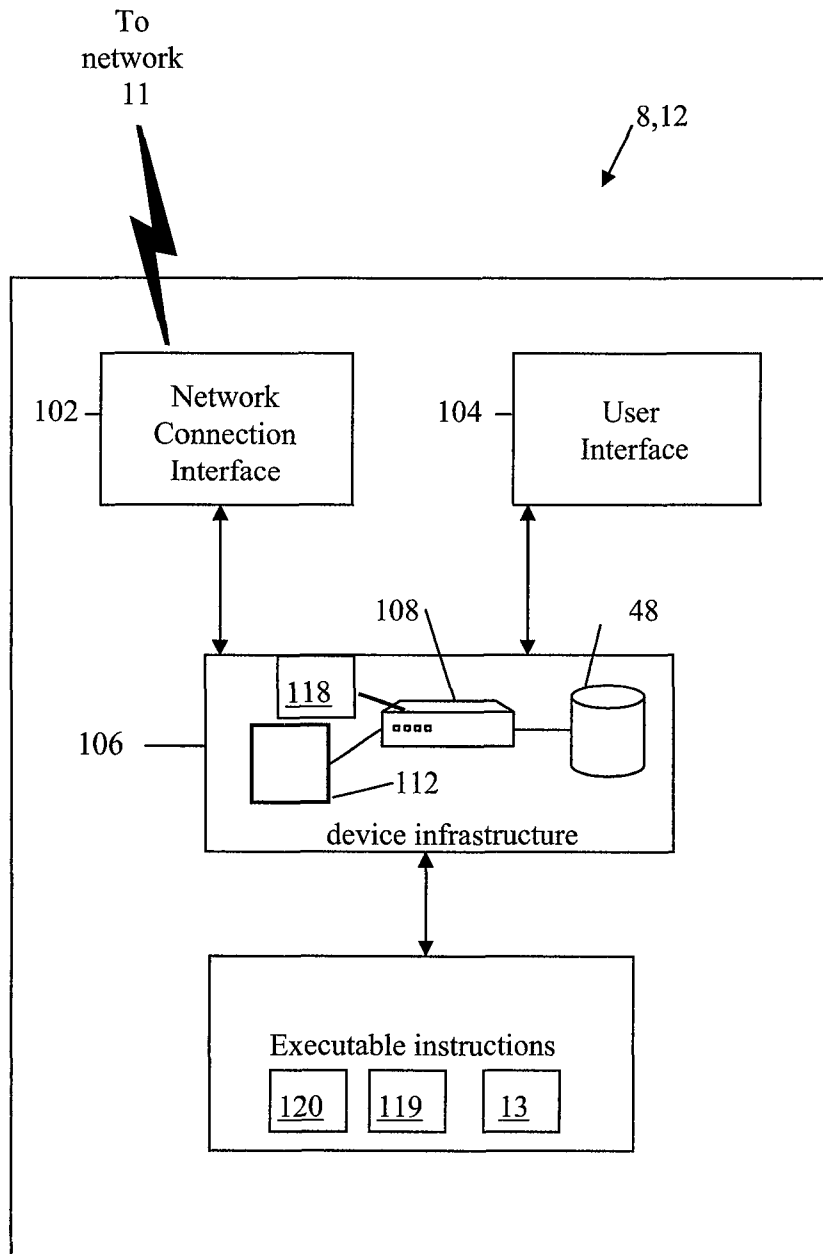 To
network
11
8,12
102
Network
Connection
Interface
104
User
Interface
108
48
118
106
112
device infrastructure
Executable instructions
120
119
13